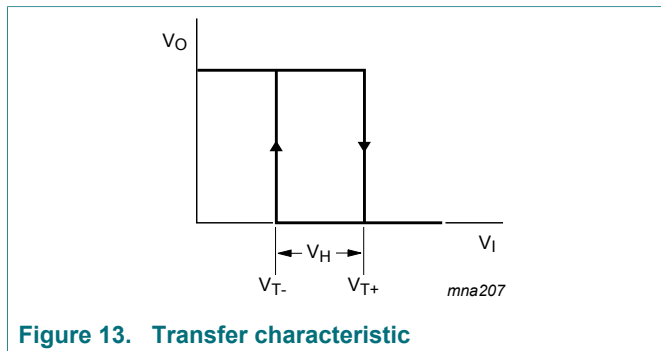 VO
VH
VI
VT-
VT+
mna207
Figure 13. Transfer characteristic